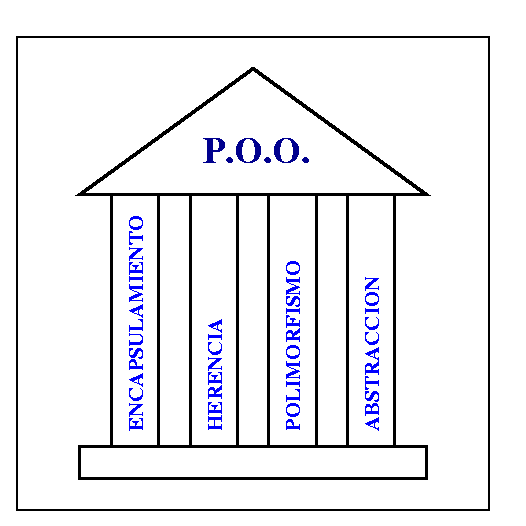 P.O.O.
ENCAPSULAMIENTO
HERENCIA
POLIMORFISMO
ABSTRACCION